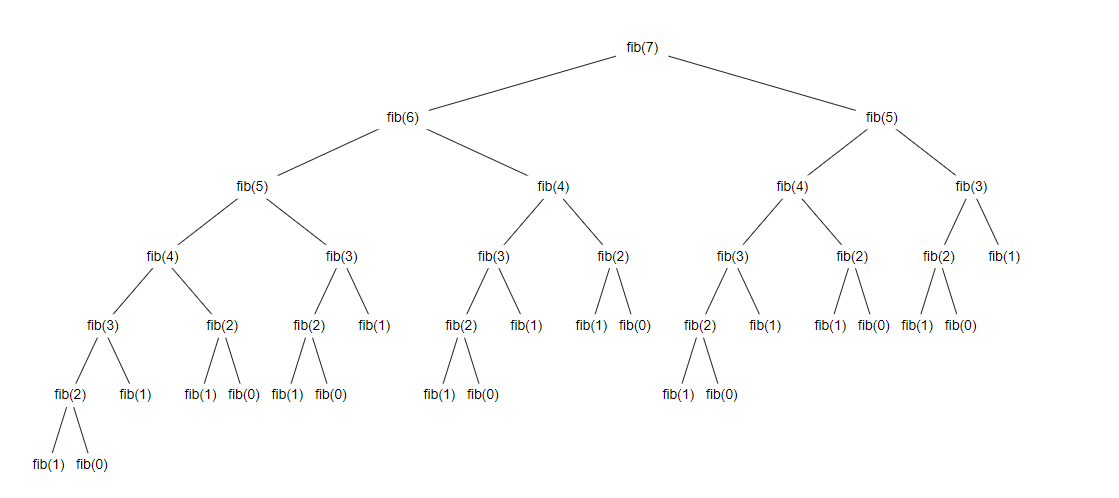 fib(7)
fib(6) fib(5)
fib(5) fib(4) fib(4) fib(3)
fib(4) fib(3) fib(3) fib(2) fib(3) fib(2) fib(2) fib(1)
fib(3) fib(2) fib(2) fib(1) fib(2) fib(1) fib(1) fib(0) fib(2) fib(1) fib(1) fib(0) fib(1) fib(0)
fib(2) fib(1) fib(1) fib(0) fib(1) fib(0) fib(1) fib(0) fib(1) fib(0)
fib(1) fib(0)